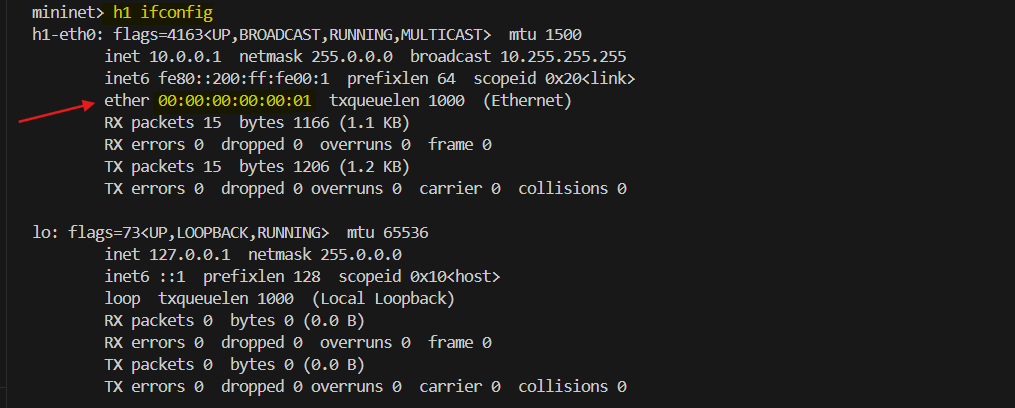 mininet> h1 ifconfig
h1-eth0: flags=4163<UP,BROADCAST,RUNNING,MULTICAST>  mtu 1500
        inet 10.0.0.1  netmask 255.0.0.0  broadcast 10.255.255.255
        inet6 fe80::200:ff:fe00:1  prefixlen 64  scopeid 0x20<link>
        ether 00:00:00:00:00:01  txqueuelen 1000  (Ethernet)
        RX packets 15  bytes 1166 (1.1 KB)
        RX errors 0  dropped 0  overruns 0  frame 0
        TX packets 15  bytes 1206 (1.2 KB)
        TX errors 0  dropped 0 overruns 0  carrier 0  collisions 0

lo: flags=73<UP,LOOPBACK,RUNNING>  mtu 65536
        inet 127.0.0.1  netmask 255.0.0.0
        inet6 ::1  prefixlen 128  scopeid 0x10<host>
        loop  txqueuelen 1000  (Local Loopback)
        RX packets 0  bytes 0 (0.0 B)
        RX errors 0  dropped 0  overruns 0  frame 0
        TX packets 0  bytes 0 (0.0 B)
        TX errors 0  dropped 0 overruns 0  carrier 0  collisions 0